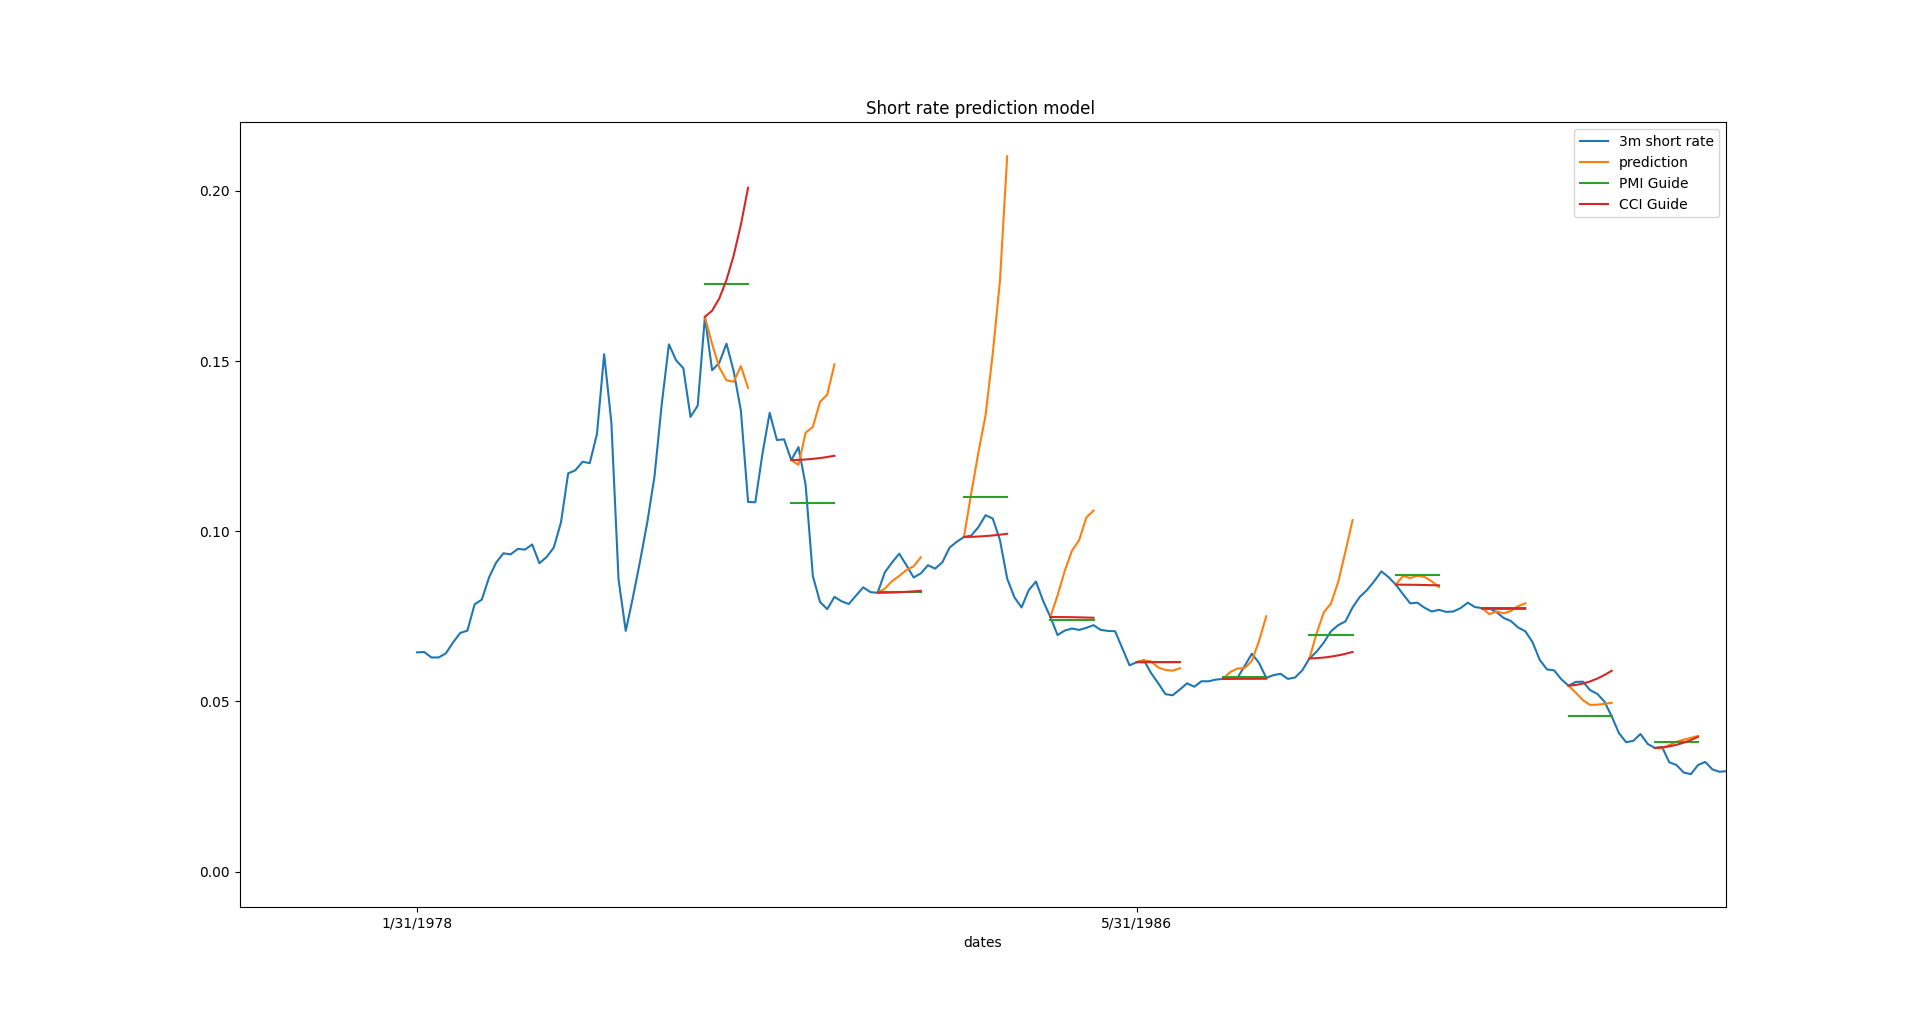 Short rate prediction model
3m short rate
prediction
PMI Guide
CCI Guide
0.20
0.15
0.10
0.05
0.00
1/31/1978
5/31/1986
dates